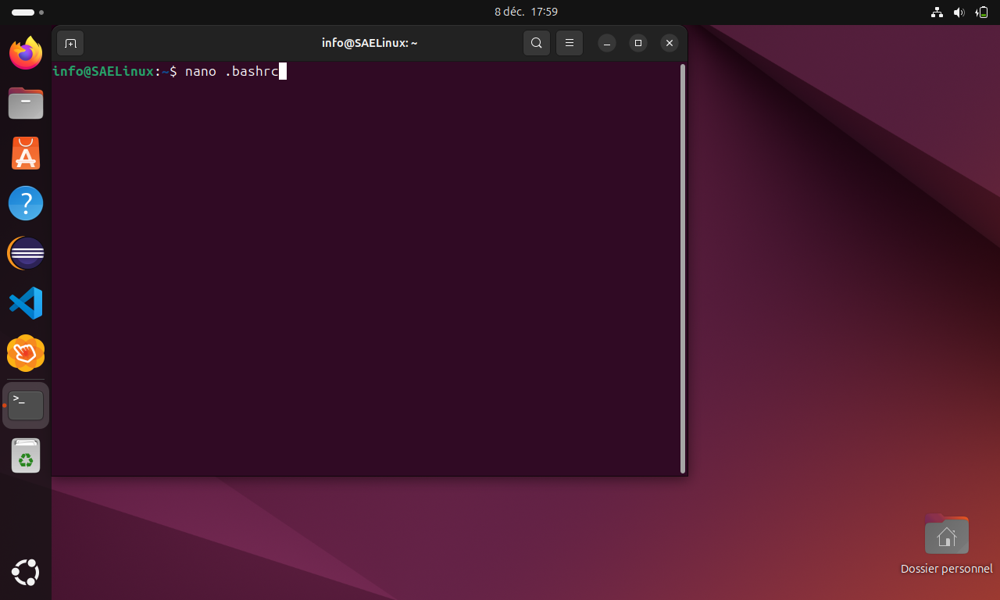 8 déc. 17:59
info@SAELinux: ~
info@SAELinux:~$ nano .bashrc
Dossier personnel